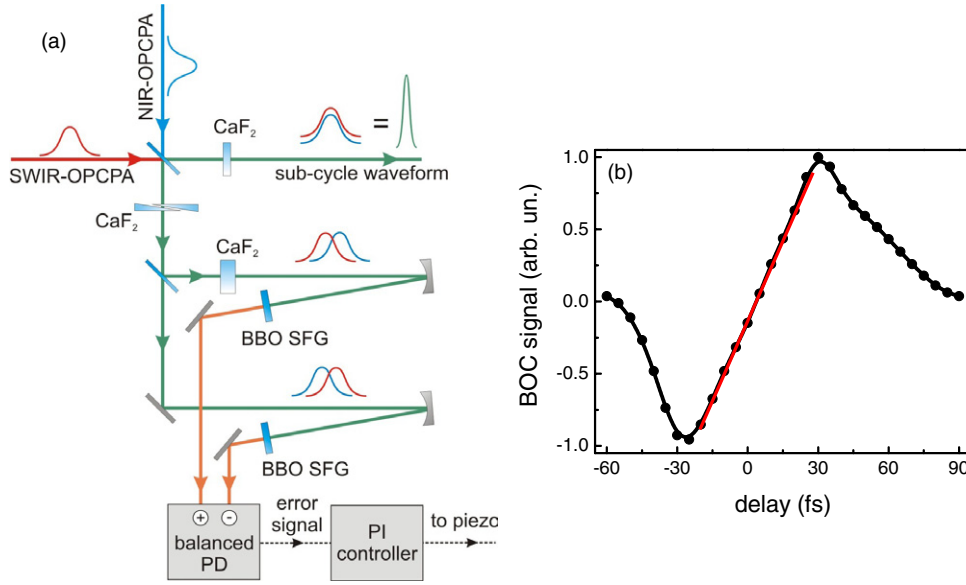 (a)
NIR-OPCPA
CaF₂
=
SWIR-OPCPA
sub-cycle waveform
CaF₂
CaF₂
BBO SFG
BBO SFG
+
-
balanced
PD
error
signal
PI
controller
to piezo
(b)
BOC signal (arb. un.)
1.0
0.5
0.0
-0.5
-1.0
-60
-30
0
30
60
90
delay (fs)